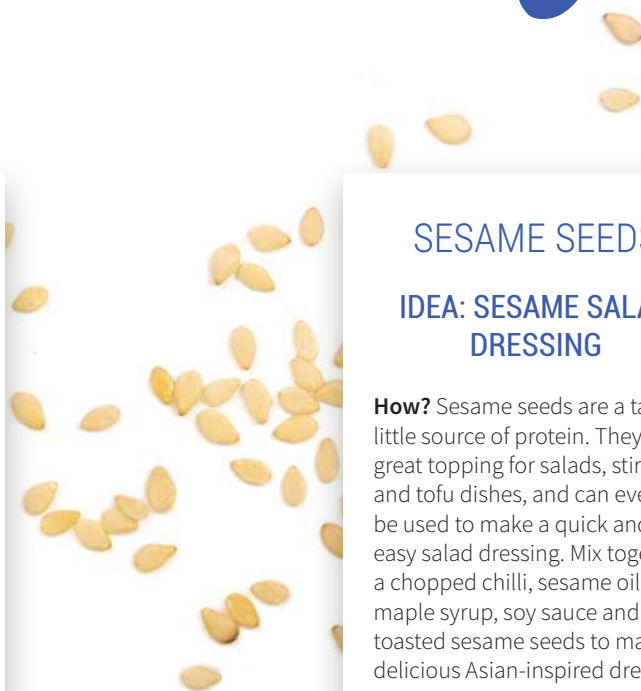 SESAME SEEDS
IDEA: SESAME SALA
DRESSING
How? Sesame seeds are a ta
little source of protein. They
great topping for salads, stir
and tofu dishes, and can eve
be used to make a quick and
easy salad dressing. Mix toge
a chopped chilli, sesame oil
maple syrup, soy sauce and
toasted sesame seeds to ma
delicious Asian-inspired dre